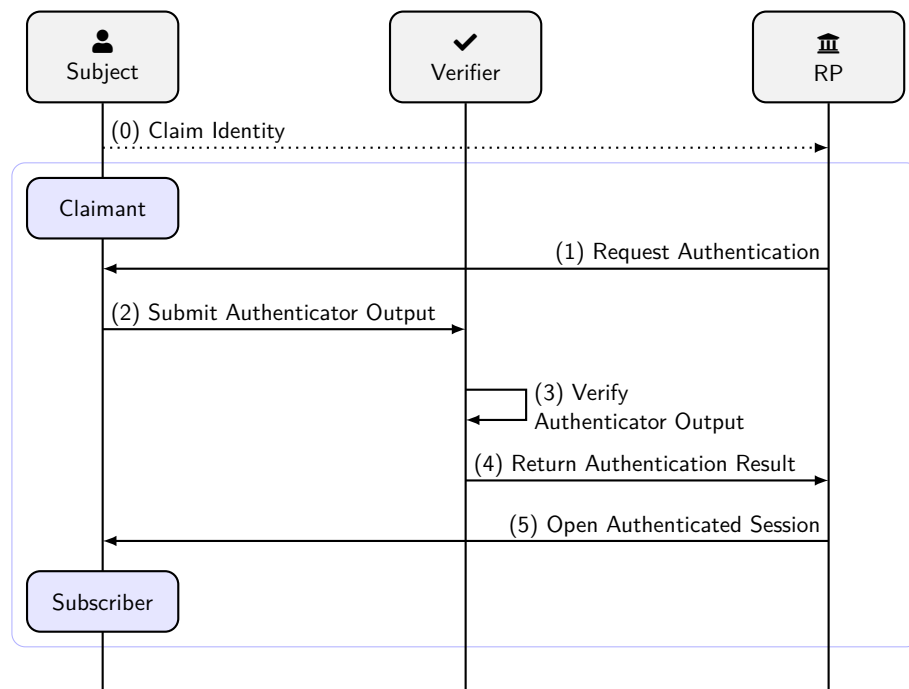 Subject
Verifier
RP
(0) Claim Identity
Claimant
(1) Request Authentication
(2) Submit Authenticator Output
(3) Verify
Authenticator Output
(4) Return Authentication Result
(5) Open Authenticated Session
Subscriber